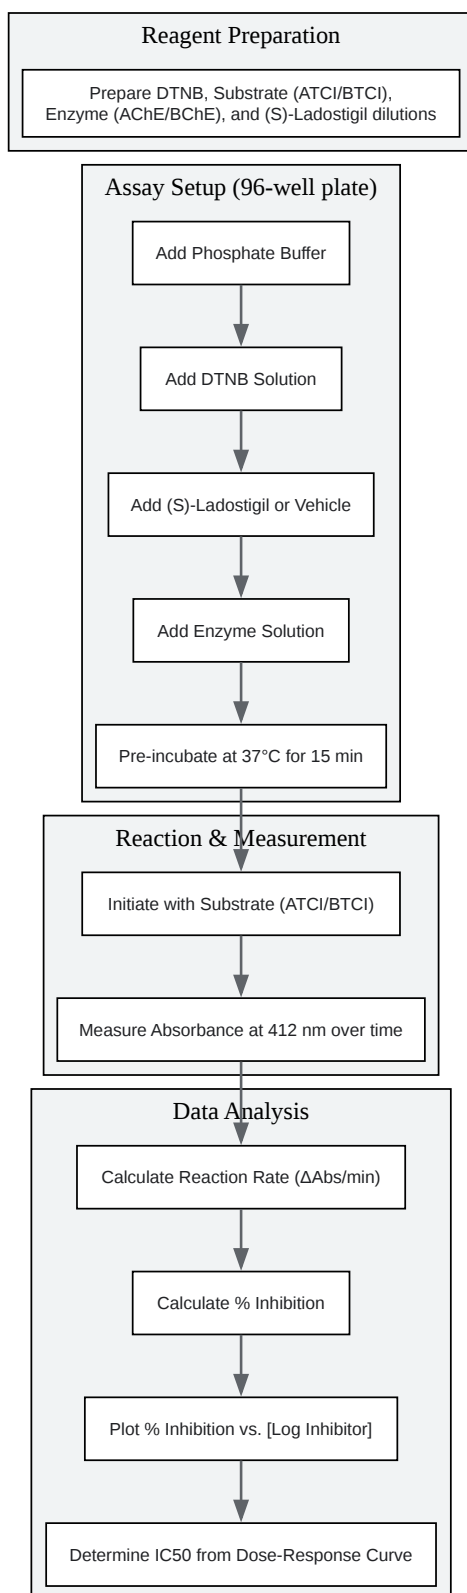 Reagent Preparation
Prepare DTNB, Substrate (ATCI/BTCI),
Enzyme (AChE/BChE), and (S)-Ladostigil dilutions
Assay Setup (96-well plate)
Add Phosphate Buffer
Add DTNB Solution
Add (S)-Ladostigil or Vehicle
Add Enzyme Solution
Pre-incubate at 37°C for 15 min
Reaction & Measurement
Initiate with Substrate (ATCI/BTCI)
Measure Absorbance at 412 nm over time
Data Analysis
Calculate Reaction Rate (ΔAbs/min)
Calculate % Inhibition
Plot % Inhibition vs. [Log Inhibitor]
Determine IC50 from Dose-Response Curve